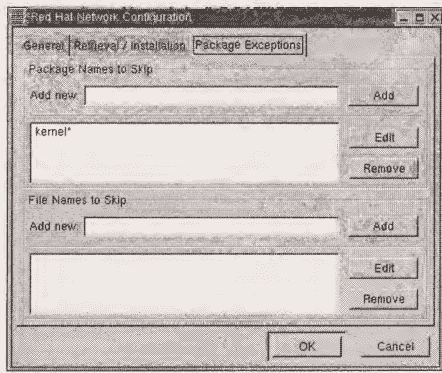 Red Hat Network Configuration
General Retrieval / Installation Package Exceptions
Package Names to Skip
Add new: Add
kernel*
Edit
Remove
File Names to Skip
Add new: Add
Edit
Remove
OK Cancel